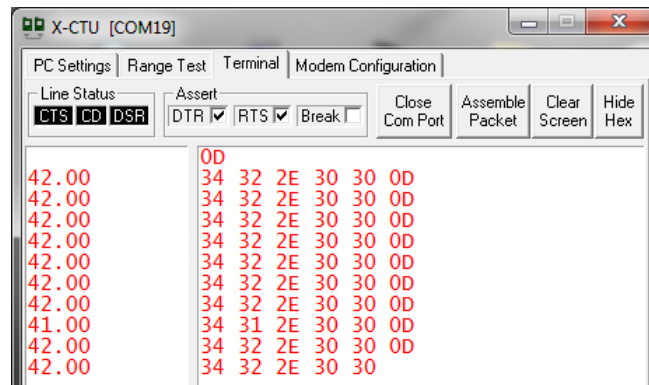 X-CTU [COM19]
PC Settings Range Test Terminal Modem Configuration
Line Status
CTS CD DSR
Assert
DTR RTS Break
Close Com Port
Assemble Packet
Clear Screen
Hide Hex
0D
42.00 34 32 2E 30 30 0D
42.00 34 32 2E 30 30 0D
42.00 34 32 2E 30 30 0D
42.00 34 32 2E 30 30 0D
42.00 34 32 2E 30 30 0D
42.00 34 32 2E 30 30 0D
42.00 34 32 2E 30 30 0D
41.00 34 31 2E 30 30 0D
42.00 34 32 2E 30 30 0D
42.00 34 32 2E 30 30